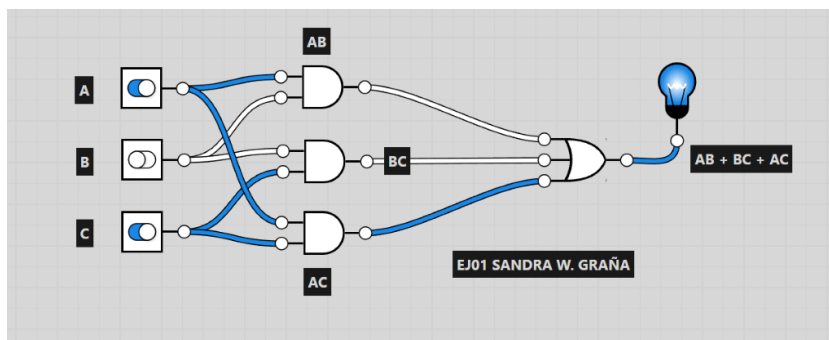 AB
A
B
BC
AB + BC + AC
C
EJ01 SANDRA W. GRAÑA
AC